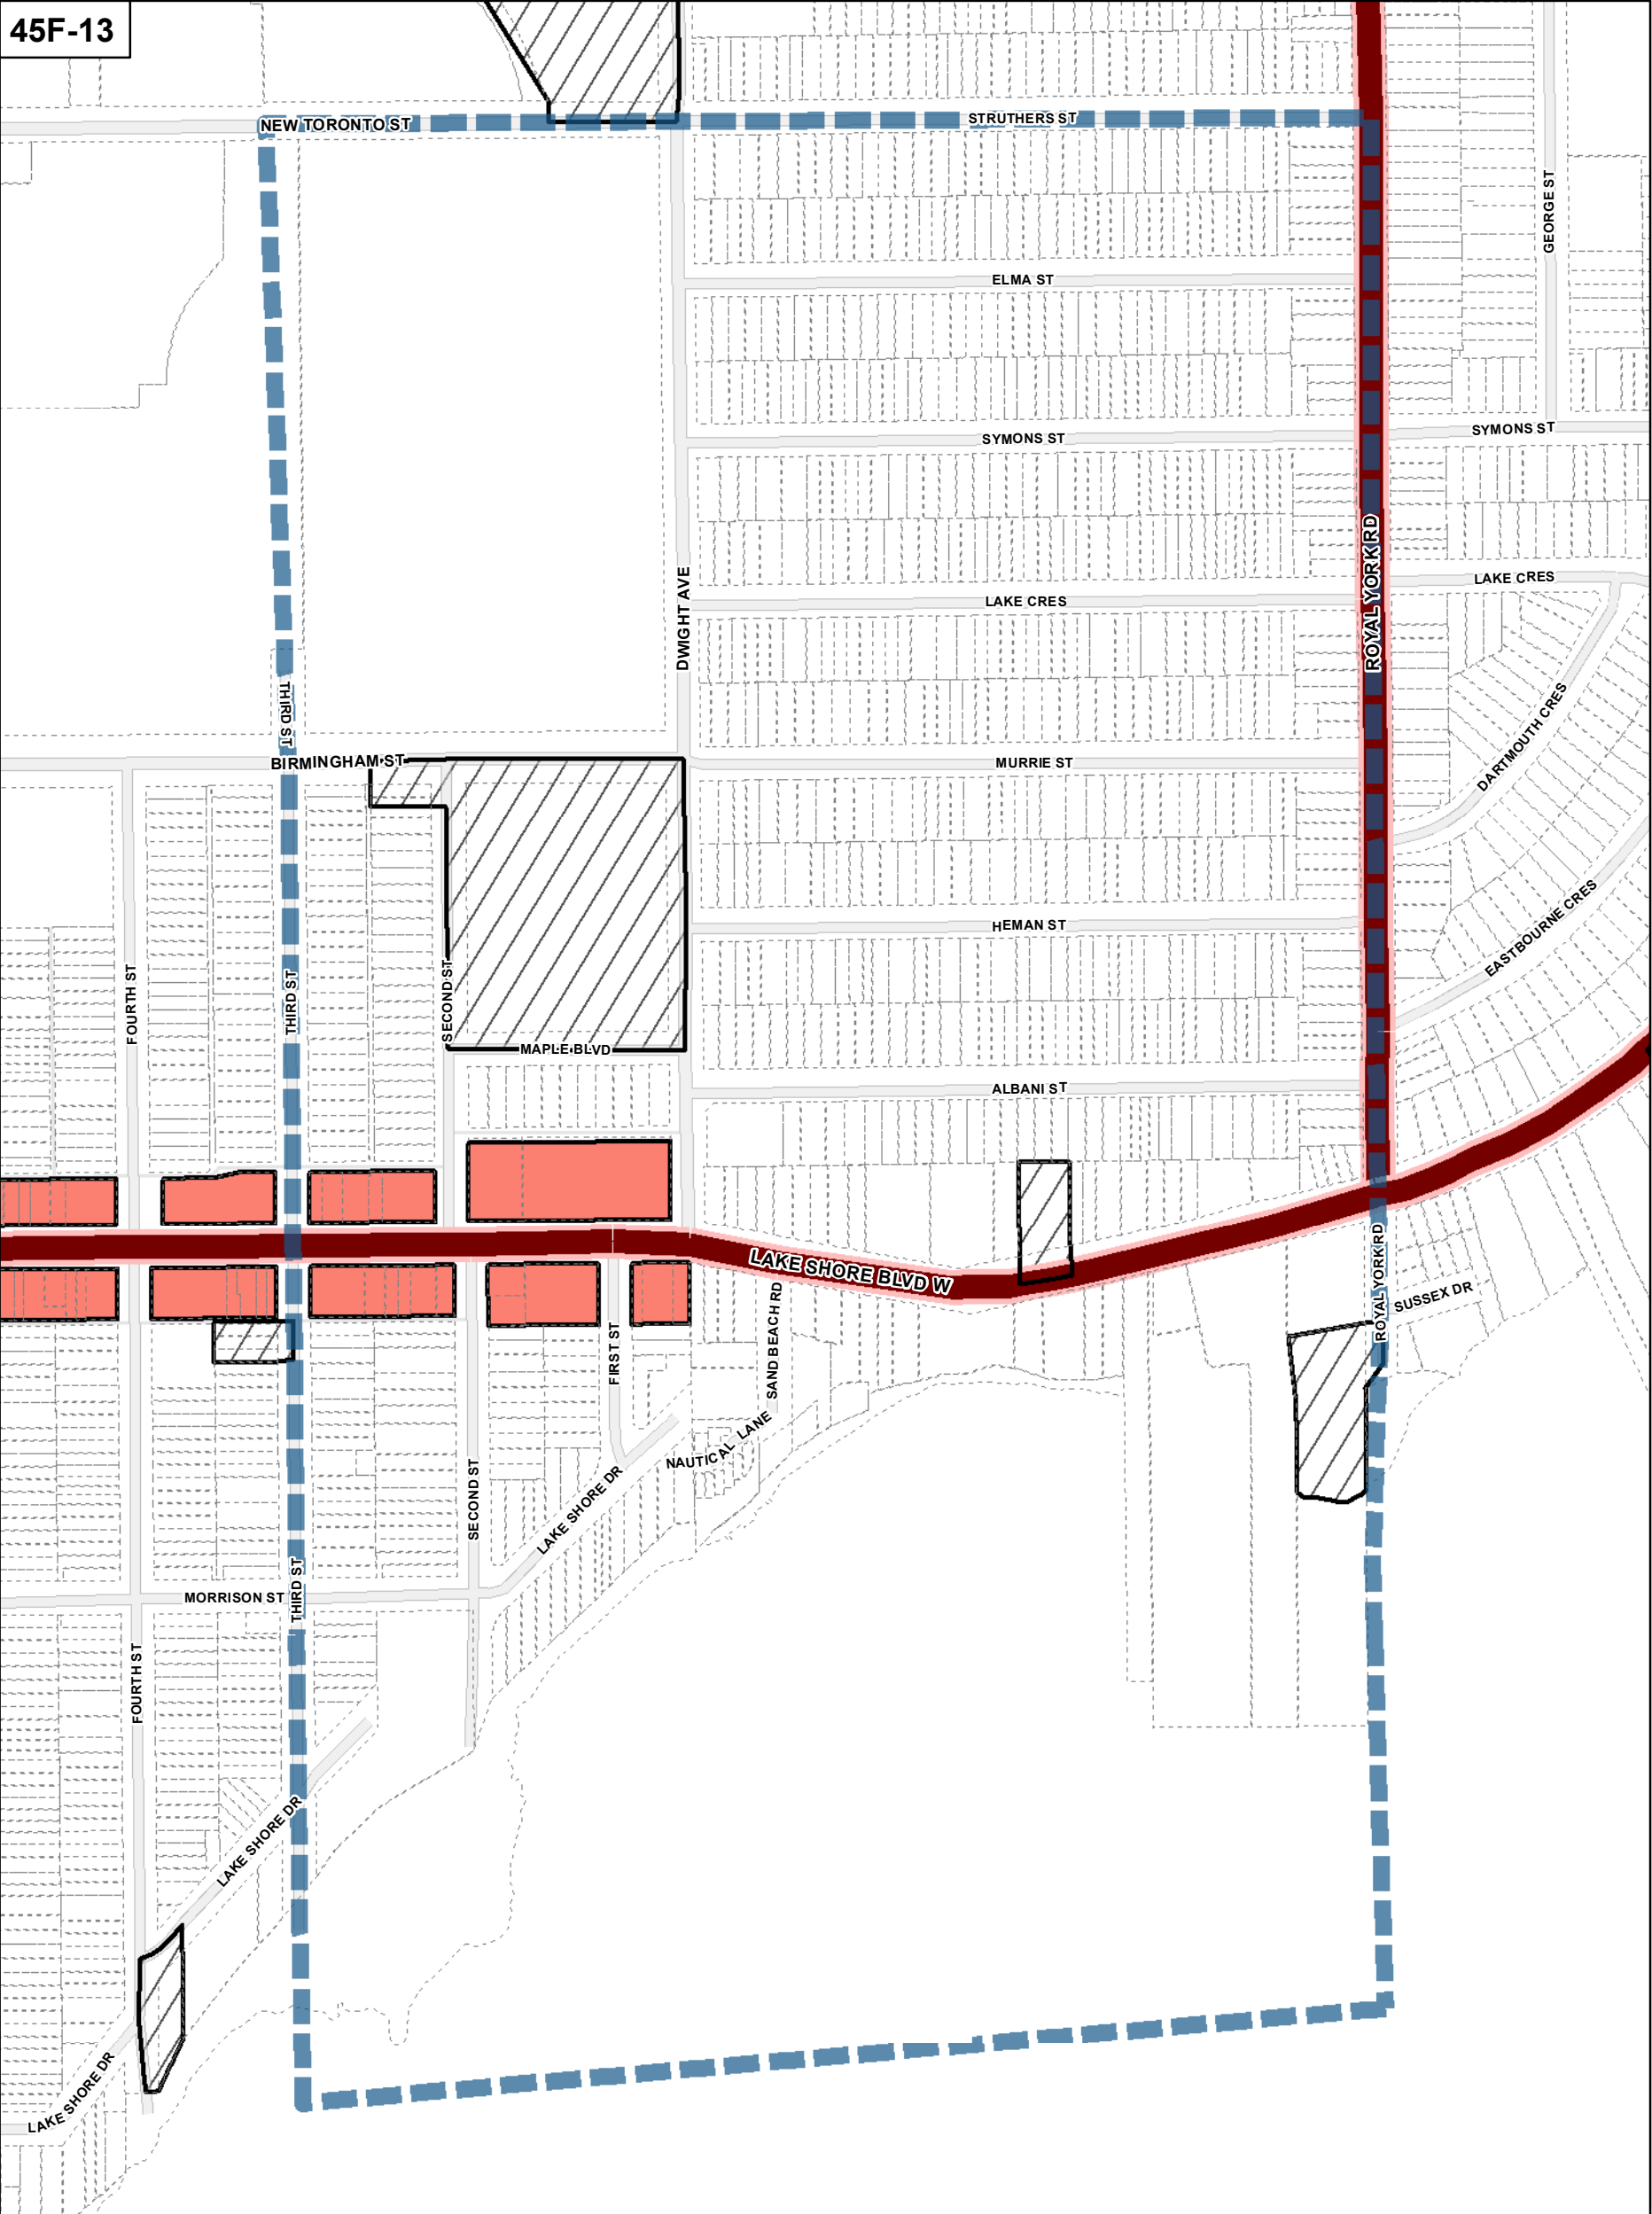 45F-13
NEW TORONTO ST
STRUTHERS ST
GEORGE ST
ELMA ST
SYMONS ST
SYMONS ST
ROYAL YORK RD
DWIGHT AVE
LAKE CRES
LAKE CRES
THIRD ST
DARTMOUTH CRES
BIRMINGHAM ST
MURRIE ST
EASTBOURNE CRES
HEMAN ST
FOURTH ST
THIRD ST
SECOND ST
MAPLE BLVD
ALBANI ST
LAKE SHORE BLVD W
ROYAL YORK RD
SUSSEX DR
FIRST ST
SAND BEACH RD
NAUTICAL LANE
SECOND ST
LAKE SHORE DR
MORRISON ST
THIRD ST
FOURTH ST
LAKE SHORE DR
LAKE SHORE DR